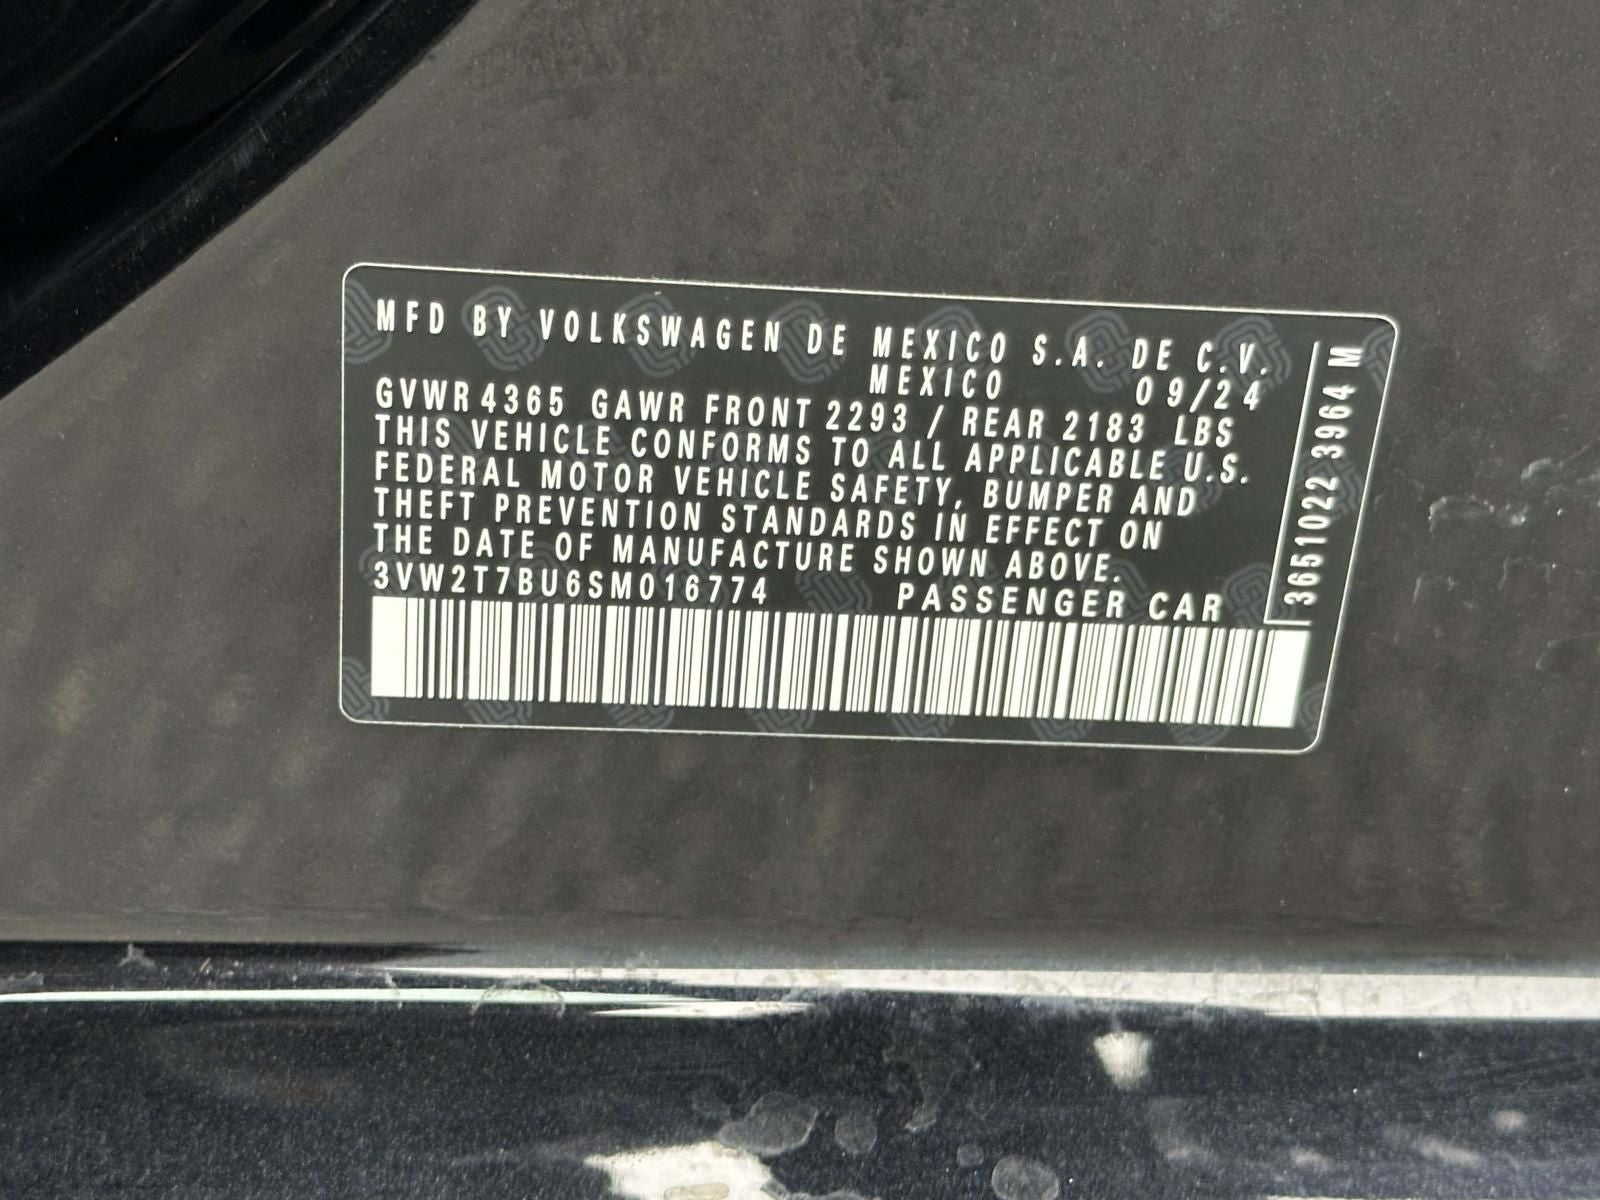 MFD BY VOLKSWAGEN DE MEXICO S.A. DE C.V.
MEXICO 09/24
GVWR 4365 GAWR FRONT 2293 / REAR 2183 LBS
THIS VEHICLE CONFORMS TO ALL APPLICABLE U.S.
FEDERAL MOTOR VEHICLE SAFETY, BUMPER AND
THEFT PREVENTION STANDARDS IN EFFECT ON
THE DATE OF MANUFACTURE SHOWN ABOVE.
3VW2T7BU6SM016774 PASSENGER CAR
3651022 3964 M